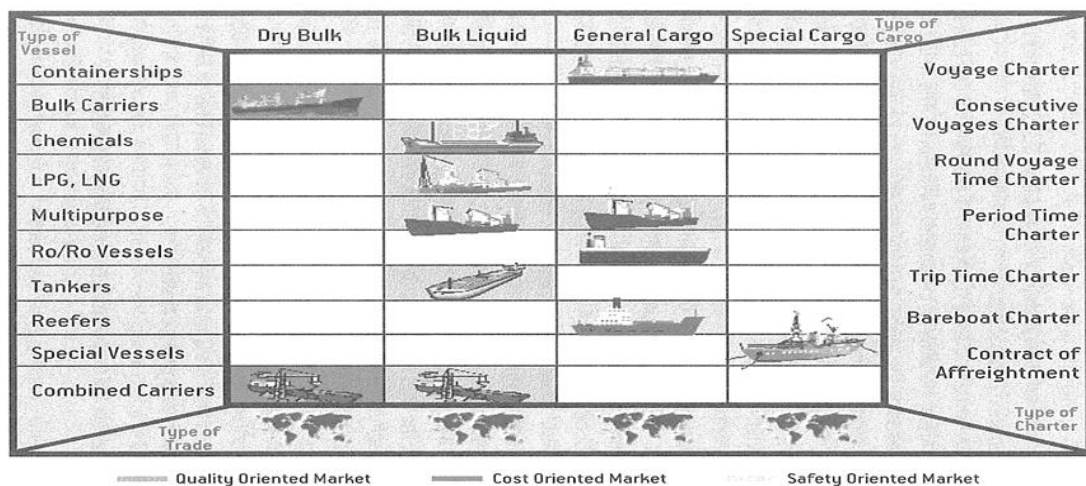 Type of
Vessel
Dry Bulk
Bulk Liquid
General Cargo
Special Cargo
Type of
Cargo
Containerships
Voyage Charter
Bulk Carriers
Consecutive
Voyages Charter
Chemicals
LPG, LNG
Round Voyage
Time Charter
Multipurpose
Period Time
Charter
Ro/Ro Vessels
Tankers
Trip Time Charter
Reefers
Bareboat Charter
Special Vessels
Contract of
Affreightment
Combined Carriers
Type of
Trade
Type of
Charter
Quality Oriented Market
Cost Oriented Market
Safety Oriented Market